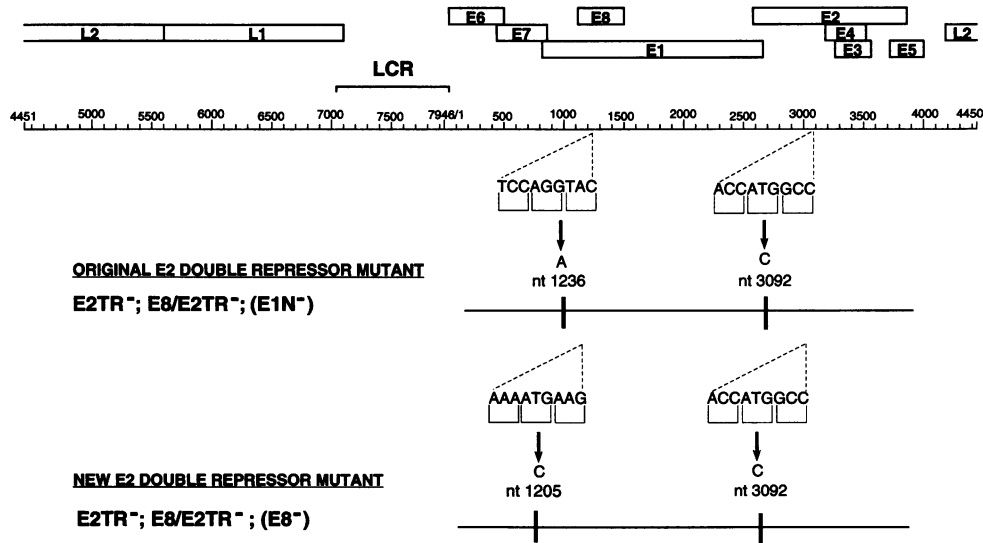 E6 E8 E2
L2 L1 E7 E4 L2
E1 E3 E5
LCR
4451 5000 5500 6000 6500 7000 7500 7946/1 500 1000 1500 2000 2500 3000 3500 4000 4450
TCCAGGTAC ACCATGGCC
A C
ORIGINAL E2 DOUBLE REPRESSOR MUTANT
nt 1236 nt 3092
E2TR⁻; E8/E2TR⁻; (E1N⁻)
AAAATGAAG ACCATGGCC
C C
NEW E2 DOUBLE REPRESSOR MUTANT
nt 1205 nt 3092
E2TR⁻; E8/E2TR⁻ ; (E8⁻)